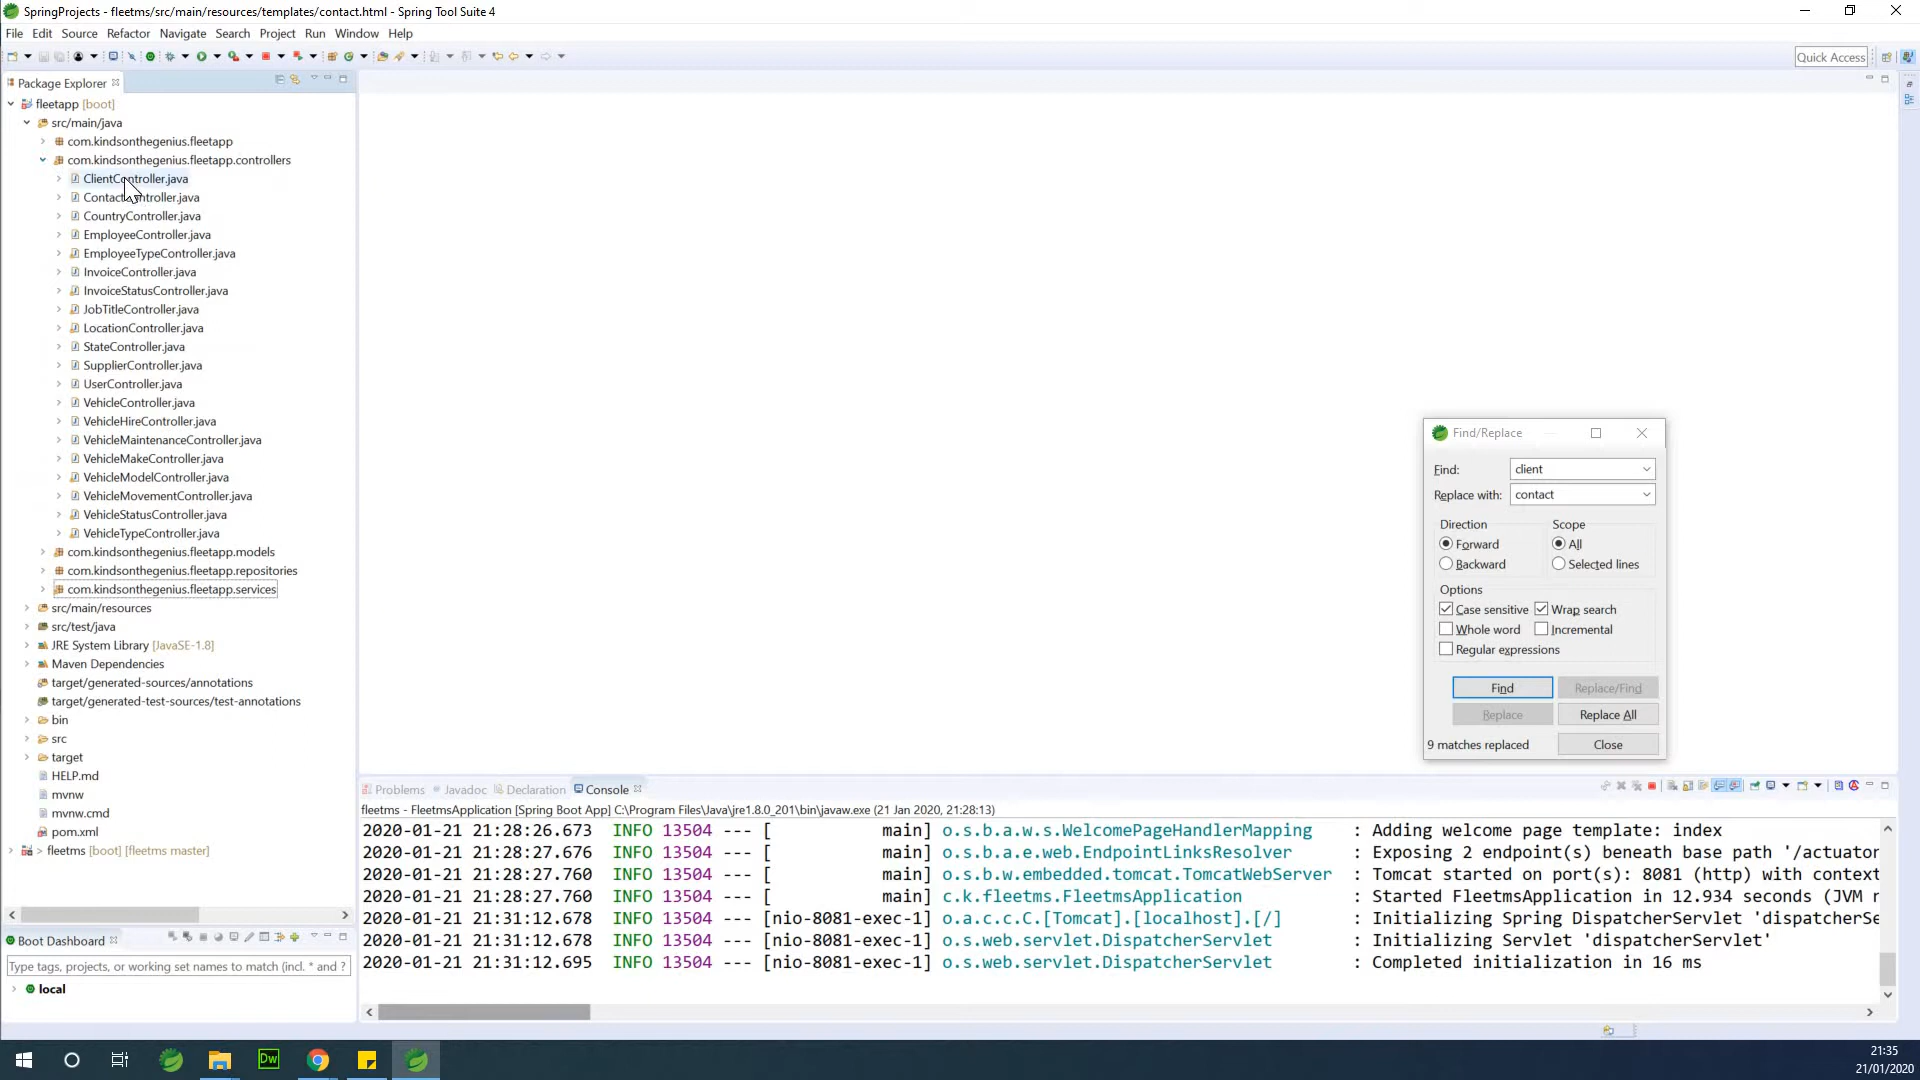 SpringProjects - fleetms/src/main/resources/templates/contact.html - Spring Tool Suite 4
File Edit Source Refactor Navigate Search Project Run Window Help
Quick Access
Package Explorer
fleetapp [boot]
src/main/java
com.kindsonthegenius.fleetapp
com.kindsonthegenius.fleetapp.controllers
ClientController.java
ContactController.java
CountryController.java
EmployeeController.java
EmployeeTypeController.java
InvoiceController.java
InvoiceStatusController.java
JobTitleController.java
LocationController.java
StateController.java
SupplierController.java
UserController.java
VehicleController.java
VehicleHireController.java
VehicleMaintenanceController.java
VehicleMakeController.java
VehicleModelController.java
VehicleMovementController.java
VehicleStatusController.java
VehicleTypeController.java
com.kindsonthegenius.fleetapp.models
com.kindsonthegenius.fleetapp.repositories
com.kindsonthegenius.fleetapp.services
src/main/resources
src/test/java
JRE System Library [JavaSE-1.8]
Maven Dependencies
target/generated-sources/annotations
target/generated-test-sources/test-annotations
bin
src
target
HELP.md
mvnw
mvnw.cmd
pom.xml
> fleetms [boot] [fleetms master]
Boot Dashboard
Type tags, projects, or working set names to match (incl. * and ?
local
Find/Replace
Find: client
Replace with: contact
Direction
Forward
Backward
Scope
All
Selected lines
Options
Case sensitive Wrap search
Whole word Incremental
Regular expressions
Find Replace/Find
Replace Replace All
9 matches replaced Close
Problems Javadoc Declaration Console
fleetms - FleetmsApplication [Spring Boot App] C:\Program Files\Java\jre1.8.0_201\bin\javaw.exe (21 Jan 2020, 21:28:13)
2020-01-21 21:28:26.673 INFO 13504 --- [ main] o.s.b.a.w.s.WelcomePageHandlerMapping : Adding welcome page template: index
2020-01-21 21:28:27.676 INFO 13504 --- [ main] o.s.b.a.e.web.EndpointLinksResolver : Exposing 2 endpoint(s) beneath base path '/actuator
2020-01-21 21:28:27.760 INFO 13504 --- [ main] o.s.b.w.embedded.tomcat.TomcatWebServer : Tomcat started on port(s): 8081 (http) with context
2020-01-21 21:28:27.760 INFO 13504 --- [ main] c.k.fleetms.FleetmsApplication : Started FleetmsApplication in 12.934 seconds (JVM r
2020-01-21 21:31:12.678 INFO 13504 --- [nio-8081-exec-1] o.a.c.c.C.[Tomcat].[localhost].[/] : Initializing Spring DispatcherServlet 'dispatcherSe
2020-01-21 21:31:12.678 INFO 13504 --- [nio-8081-exec-1] o.s.web.servlet.DispatcherServlet : Initializing Servlet 'dispatcherServlet'
2020-01-21 21:31:12.695 INFO 13504 --- [nio-8081-exec-1] o.s.web.servlet.DispatcherServlet : Completed initialization in 16 ms
Dw
21:35
21/01/2020